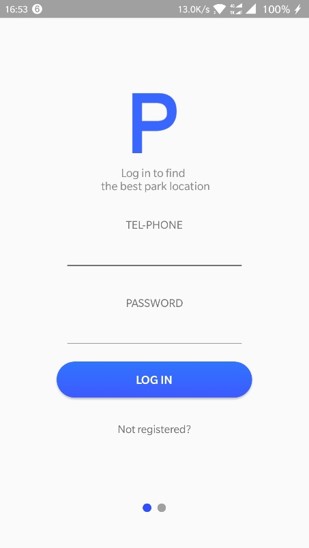 16:53 6 13.0K/s 100%
P
Log in to find
the best park location
TEL-PHONE
PASSWORD
LOG IN
Not registered?